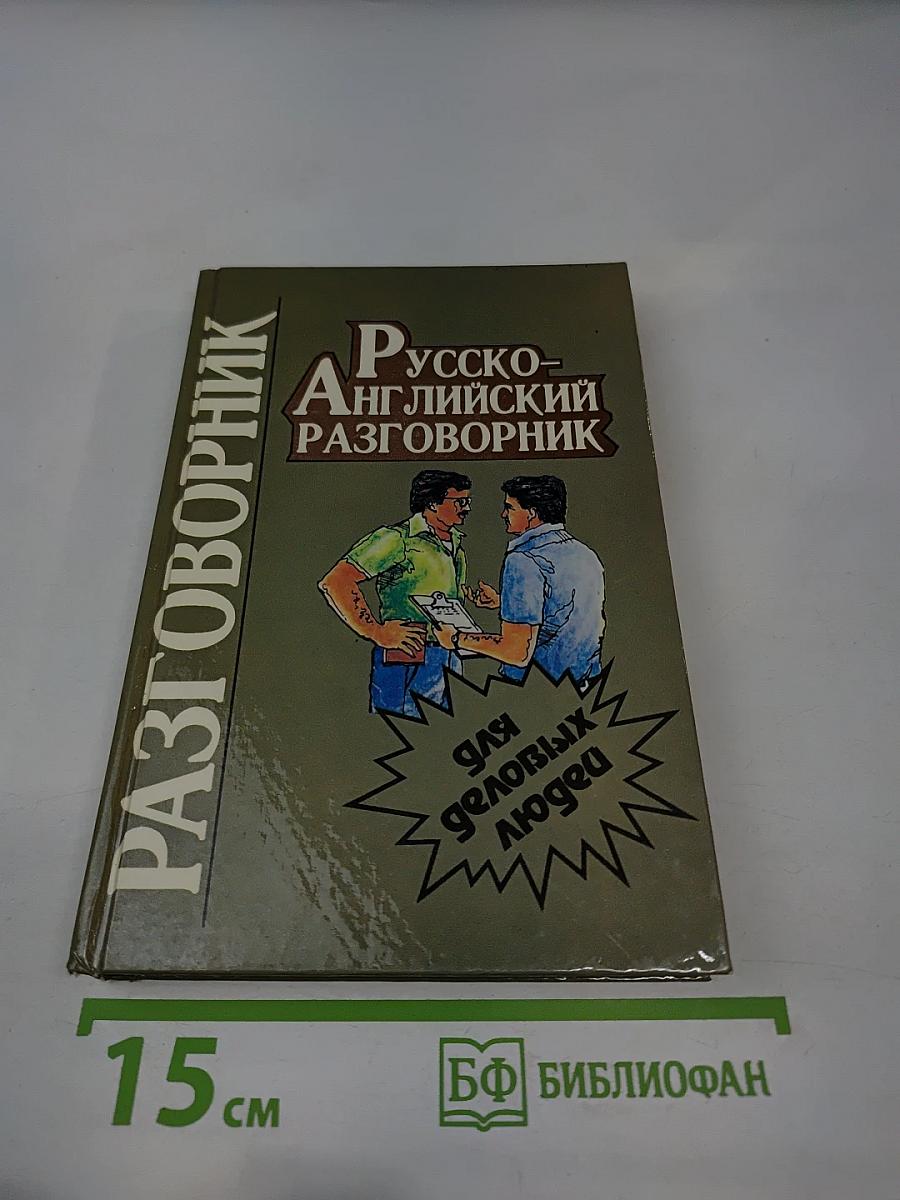 РАЗГОВОРНИК
РУССКО-
АНГЛИЙСКИЙ
РАЗГОВОРНИК
для
деловых
людей
15 см
БФ БИБЛИОФАН